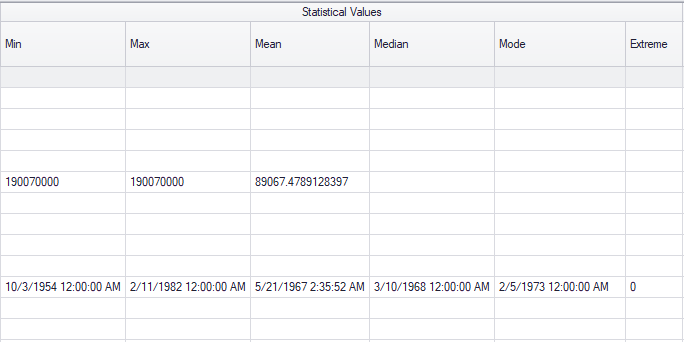 Statistical Values
Min Max Mean Median Mode Extreme
190070000 190070000 89067.4789128397
10/3/1954 12:00:00 AM 2/11/1982 12:00:00 AM 5/21/1967 2:35:52 AM 3/10/1968 12:00:00 AM 2/5/1973 12:00:00 AM 0